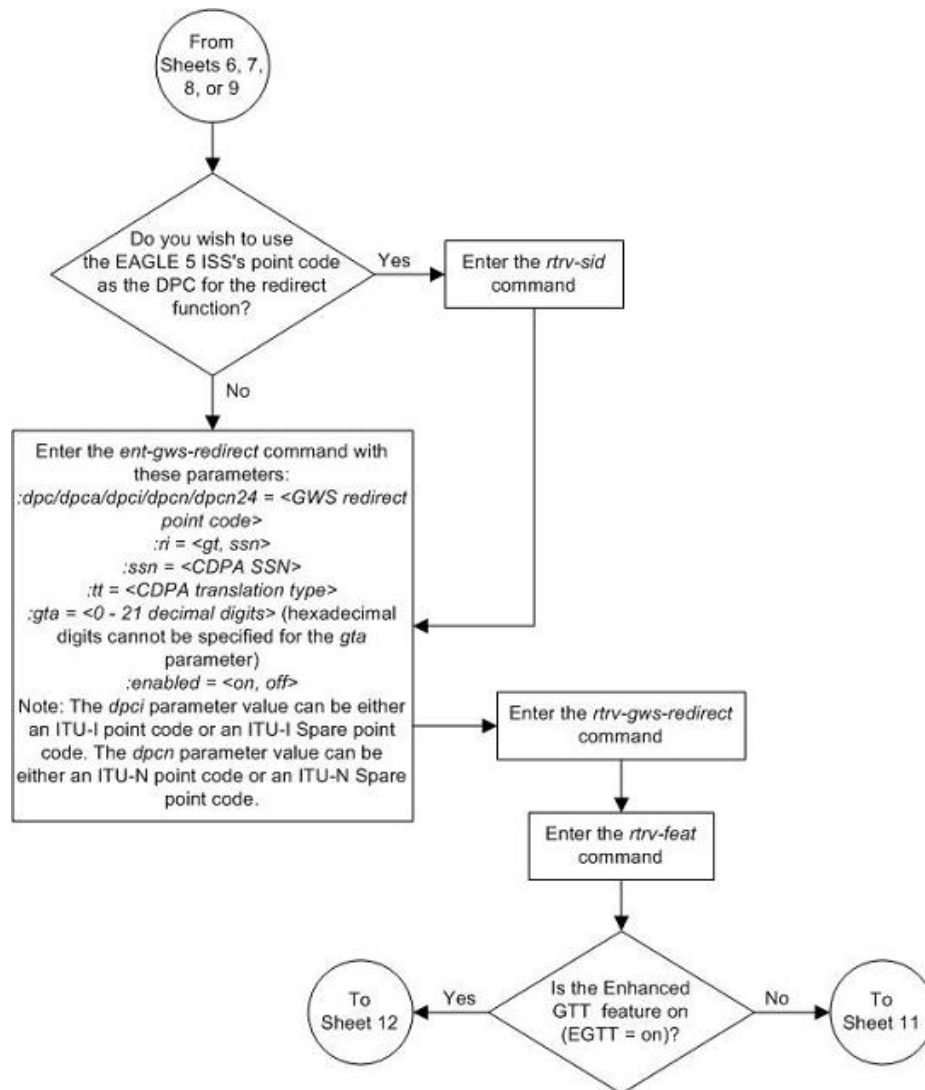 From
Sheets 6, 7,
8, or 9
Do you wish to use
the EAGLE 5 ISS's point code
as the DPC for the redirect
function?
Yes
Enter the rtrv-sid
command
No
Enter the ent-gws-redirect command with
these parameters:
:dpc/dpca/dpci/dpcn/dpcn24 = <GWS redirect
point code>
:ri = <gt, ssn>
:ssn = <CDPA SSN>
:tt = <CDPA translation type>
:gta = <0 - 21 decimal digits> (hexadecimal
digits cannot be specified for the gta
parameter)
:enabled = <on, off>
Note: The dpci parameter value can be either
an ITU-I point code or an ITU-I Spare point
code. The dpcn parameter value can be
either an ITU-N point code or an ITU-N Spare
point code.
Enter the rtrv-gws-redirect
command
Enter the rtrv-feat
command
Is the Enhanced
GTT feature on
(EGTT = on)?
Yes
To
Sheet 12
No
To
Sheet 11